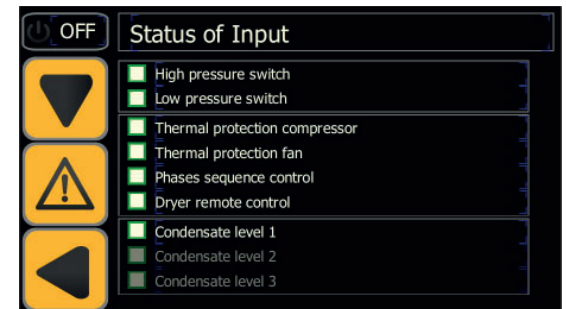 OFF
Status of Input
High pressure switch
Low pressure switch
Thermal protection compressor
Thermal protection fan
Phases sequence control
Dryer remote control
Condensate level 1
Condensate level 2
Condensate level 3